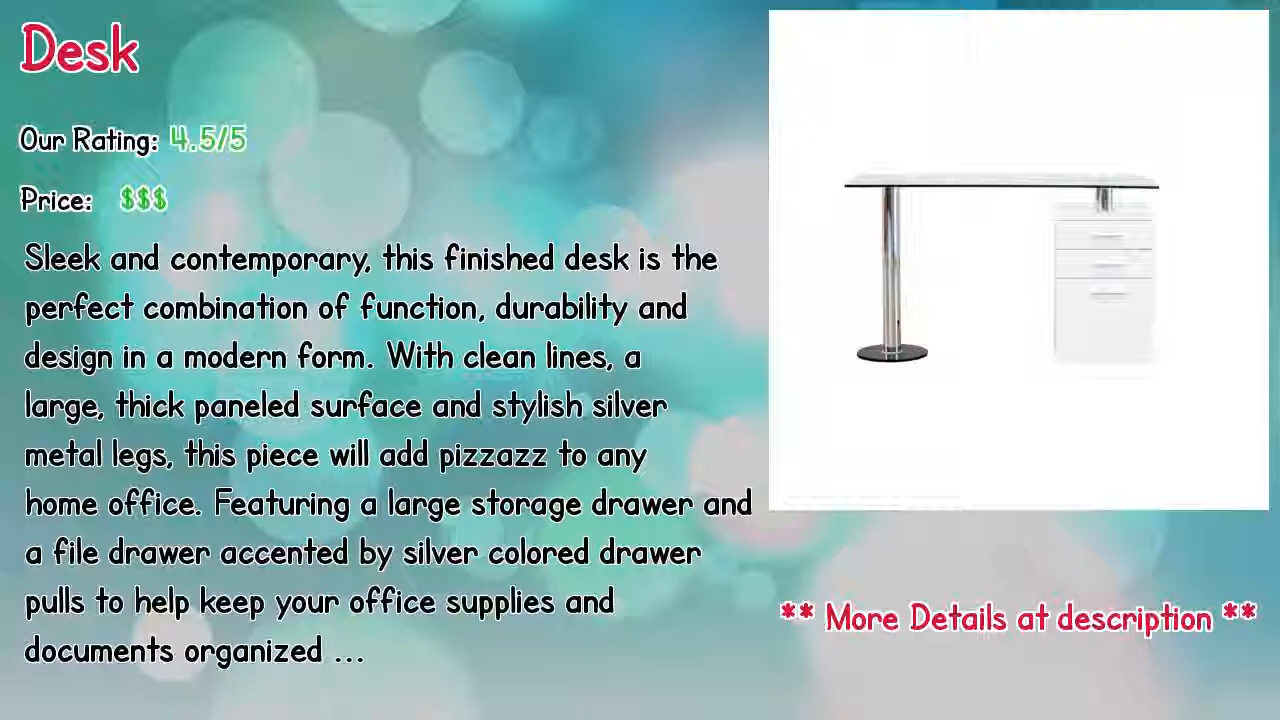 Desk
Our Rating: 4.5/5
Price: $$$
Sleek and contemporary, this finished desk is the
perfect combination of function, durability and
design in a modern form. With clean lines, a
large, thick paneled surface and stylish silver
metal legs, this piece will add pizzazz to any
home office. Featuring a large storage drawer and
a file drawer accented by silver colored drawer
pulls to help keep your office supplies and
documents organized ...
** More Details at description **